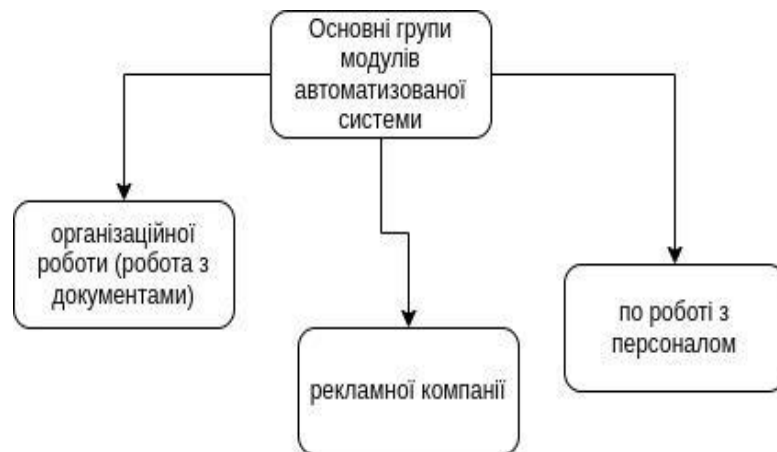 Основні групи
модулів
автоматизованої
системи
організаційної
роботи (робота з
документами)
рекламної компанії
по роботі з
персоналом